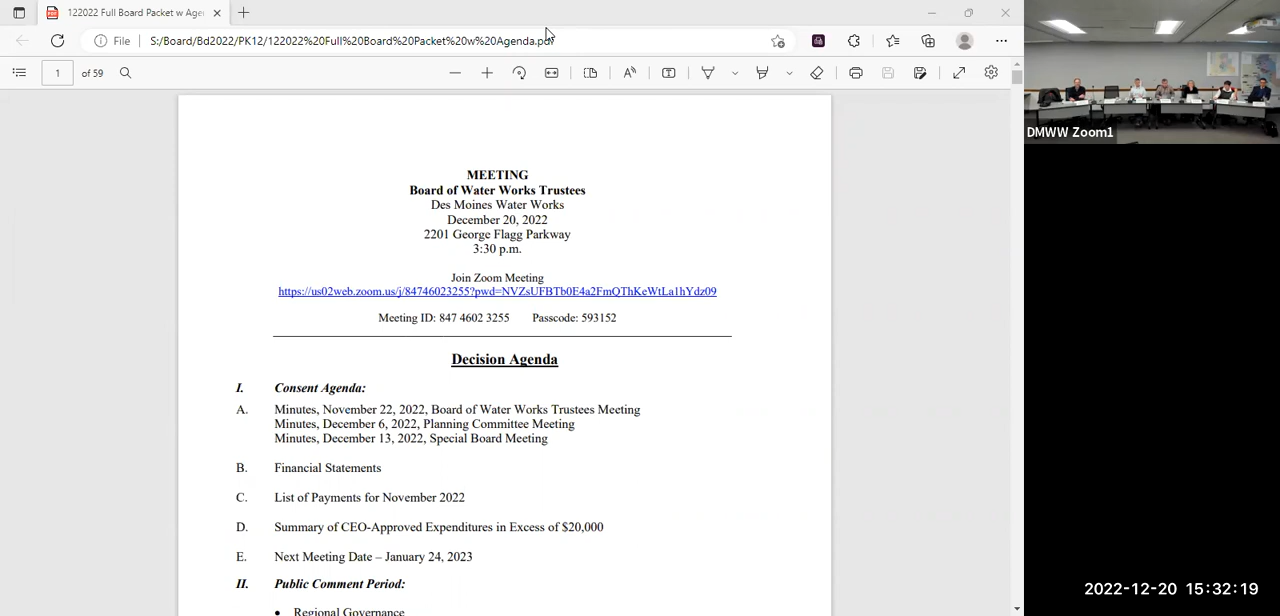 122022 Full Board Packet w Age
File
S:/Board/Bd2022/PK12/122022%20Full%20Board%20Packet%20w%20Agenda.pdf
1 of 59
MEETING
Board of Water Works Trustees
Des Moines Water Works
December 20, 2022
2201 George Flagg Parkway
3:30 p.m.
Join Zoom Meeting
https://us02web.zoom.us/j/84746023255?pwd=NVZsUFBTb0E4a2FmQThKeWtLa1hYdz09
Meeting ID: 847 4602 3255 Passcode: 593152
Decision Agenda
I. Consent Agenda:
A. Minutes, November 22, 2022, Board of Water Works Trustees Meeting
Minutes, December 6, 2022, Planning Committee Meeting
Minutes, December 13, 2022, Special Board Meeting
B. Financial Statements
C. List of Payments for November 2022
D. Summary of CEO-Approved Expenditures in Excess of $20,000
E. Next Meeting Date – January 24, 2023
II. Public Comment Period:
• Regional Governance
DMWW Zoom1
2022-12-20 15:32:19